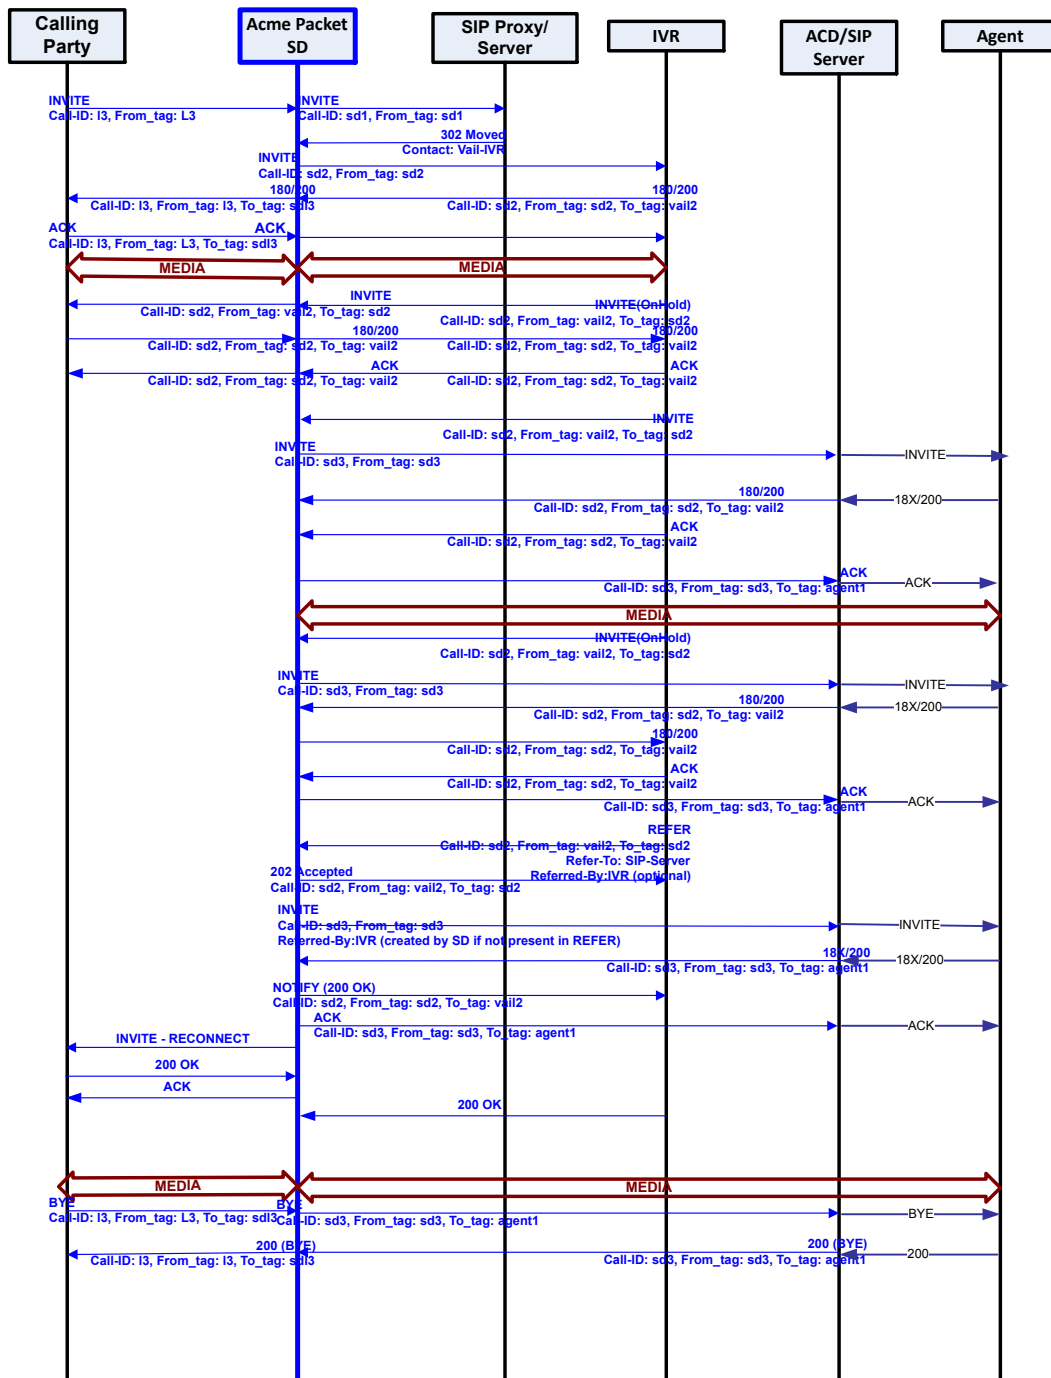 Calling
Party
Acme Packet
SD
SIP Proxy/
Server
IVR
ACD/SIP
Server
Agent
INVITE
Call-ID: l3, From_tag: L3
INVITE
Call-ID: sd1, From_tag: sd1
302 Moved
Contact: Vail-IVR
INVITE
Call-ID: sd2, From_tag: sd2
180/200
Call-ID: l3, From_tag: l3, To_tag: sdl3
180/200
Call-ID: sd2, From_tag: sd2, To_tag: vail2
ACK
Call-ID: l3, From_tag: L3, To_tag: sdl3
ACK
MEDIA
MEDIA
INVITE
Call-ID: sd2, From_tag: vail2, To_tag: sd2
INVITE(OnHold)
Call-ID: sd2, From_tag: vail2, To_tag: sd2
180/200
Call-ID: sd2, From_tag: sd2, To_tag: vail2
180/200
Call-ID: sd2, From_tag: sd2, To_tag: vail2
ACK
Call-ID: sd2, From_tag: sd2, To_tag: vail2
ACK
Call-ID: sd2, From_tag: sd2, To_tag: vail2
INVITE
Call-ID: sd2, From_tag: vail2, To_tag: sd2
INVITE
Call-ID: sd3, From_tag: sd3
INVITE
180/200
Call-ID: sd2, From_tag: sd2, To_tag: vail2
18X/200
ACK
Call-ID: sd2, From_tag: sd2, To_tag: vail2
ACK
Call-ID: sd3, From_tag: sd3, To_tag: agent1
ACK
MEDIA
INVITE(OnHold)
Call-ID: sd2, From_tag: vail2, To_tag: sd2
INVITE
Call-ID: sd3, From_tag: sd3
INVITE
180/200
Call-ID: sd2, From_tag: sd2, To_tag: vail2
18X/200
180/200
Call-ID: sd2, From_tag: sd2, To_tag: vail2
ACK
Call-ID: sd2, From_tag: sd2, To_tag: vail2
ACK
Call-ID: sd3, From_tag: sd3, To_tag: agent1
ACK
REFER
Call-ID: sd2, From_tag: vail2, To_tag: sd2
Refer-To: SIP-Server
Referred-By:IVR (optional)
202 Accepted
Call-ID: sd2, From_tag: vail2, To_tag: sd2
INVITE
Call-ID: sd3, From_tag: sd3
Referred-By:IVR (created by SD if not present in REFER)
INVITE
18X/200
Call-ID: sd3, From_tag: sd3, To_tag: agent1
18X/200
NOTIFY (200 OK)
Call-ID: sd2, From_tag: sd2, To_tag: vail2
ACK
Call-ID: sd3, From_tag: sd3, To_tag: agent1
ACK
INVITE - RECONNECT
200 OK
ACK
200 OK
MEDIA
MEDIA
BYE
Call-ID: l3, From_tag: L3, To_tag: sdl3
BYE
Call-ID: sd3, From_tag: sd3, To_tag: agent1
BYE
200 (BYE)
Call-ID: l3, From_tag: l3, To_tag: sdl3
200 (BYE)
Call-ID: sd3, From_tag: sd3, To_tag: agent1
200